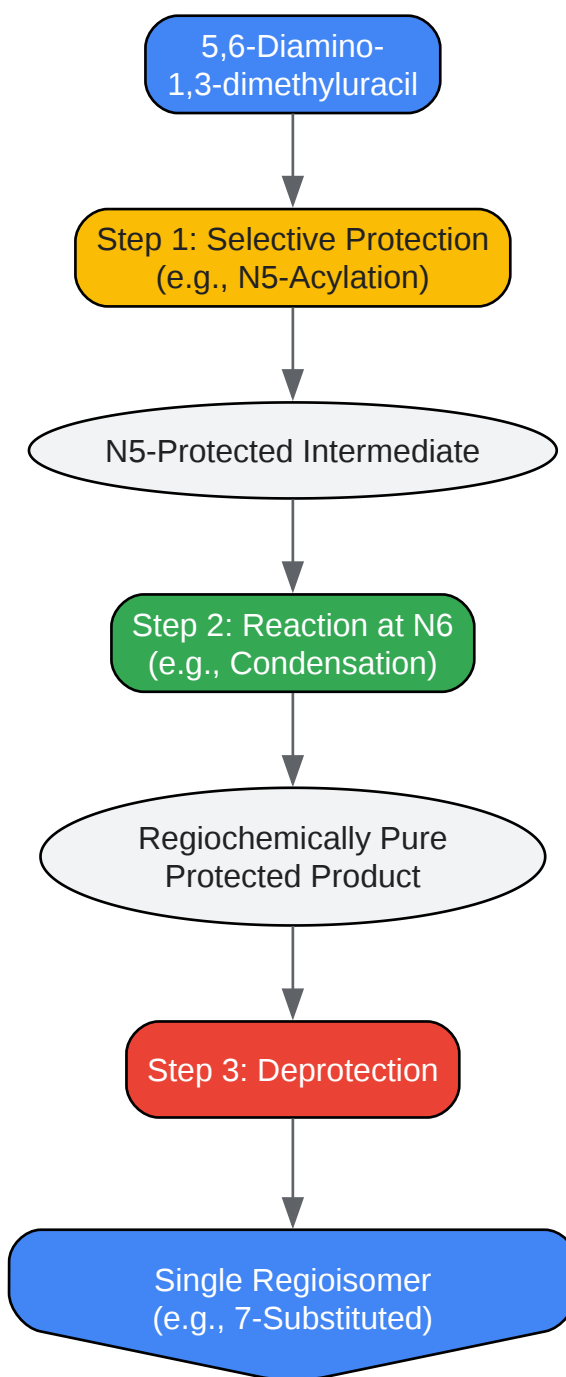 5,6-Diamino-
1,3-dimethyluracil
Step 1: Selective Protection
(e.g., N5-Acylation)
N5-Protected Intermediate
Step 2: Reaction at N6
(e.g., Condensation)
Regiochemically Pure
Protected Product
Step 3: Deprotection
Single Regioisomer
(e.g., 7-Substituted)